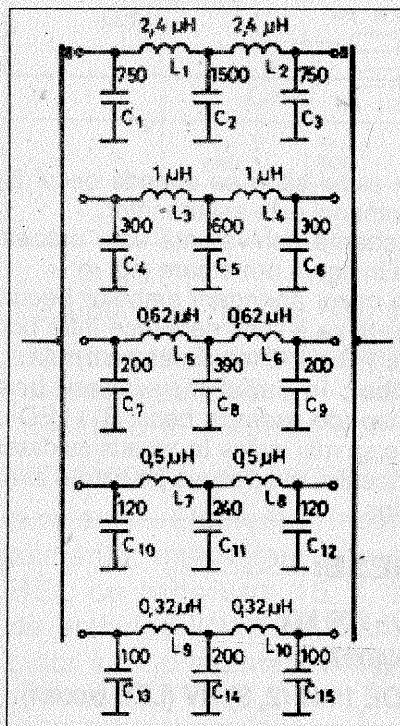 2,4 µH 2,4 µH
L1 L2
750 1500 750
C1 C2 C3
1 µH 1 µH
L3 L4
300 600 300
C4 C5 C6
0,62 µH 0,62 µH
L5 L6
200 390 200
C7 C8 C9
0,5 µH 0,5 µH
L7 L8
120 240 120
C10 C11 C12
0,32 µH 0,32 µH
L9 L10
100 200 100
C13 C14 C15